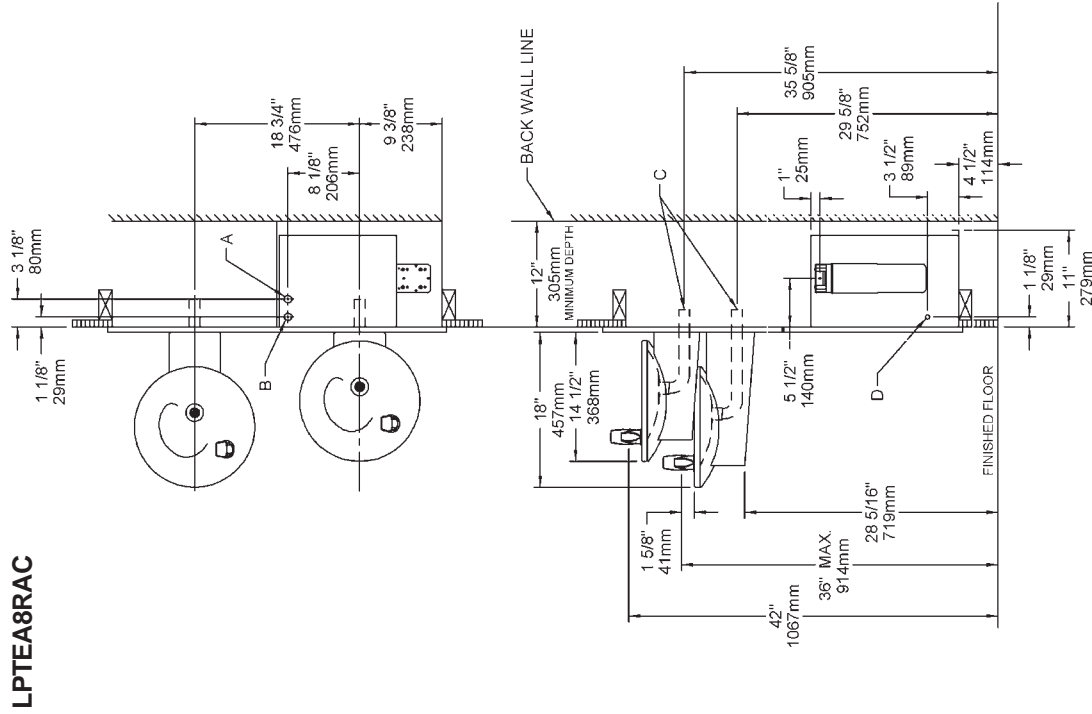 LPTEA8RAC
3 1/8"
80mm
1 1/8"
29mm
A
B
18 3/4"
476mm
8 1/8"
206mm
9 3/8"
238mm
BACK WALL LINE
12"
305mm
MINIMUM DEPTH
C
35 5/8"
905mm
29 5/8"
752mm
1"
25mm
3 1/2"
89mm
4 1/2"
114mm
18"
457mm
14 1/2"
368mm
5 1/2"
140mm
D
1 1/8"
29mm
11"
279mm
FINISHED FLOOR
1 5/8"
41mm
28 5/16"
719mm
36" MAX.
914mm
42"
1067mm